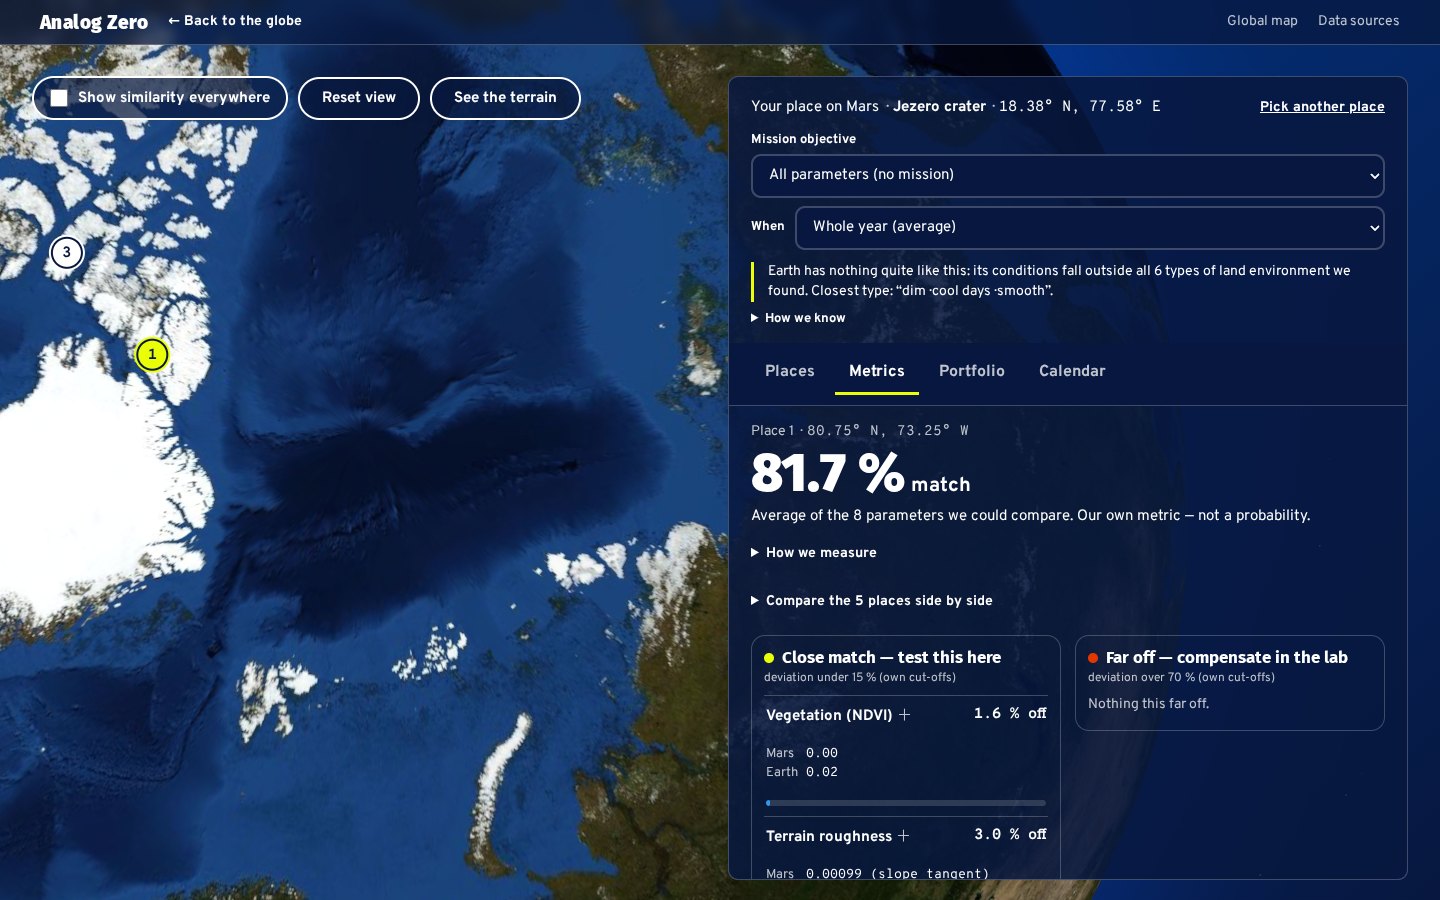 Analog Zero
← Back to the globe
Global map
Data sources
Show similarity everywhere
Reset view
See the terrain
3
1
Your place on Mars · Jezero crater · 18.38° N, 77.58° E
Pick another place
Mission objective
All parameters (no mission)
When
Whole year (average)
Earth has nothing quite like this: its conditions fall outside all 6 types of land environment we
found. Closest type: “dim ·cool days ·smooth”.
▶ How we know
Places
Metrics
Portfolio
Calendar
Place 1 · 80.75° N, 73.25° W
81.7 % match
Average of the 8 parameters we could compare. Our own metric — not a probability.
▶ How we measure
▶ Compare the 5 places side by side
Close match — test this here
deviation under 15 % (own cut-offs)
Vegetation (NDVI) + 1.6 % off
Mars 0.00
Earth 0.02
Terrain roughness + 3.0 % off
Mars 0.00099 (slope tangent)
Far off — compensate in the lab
deviation over 70 % (own cut-offs)
Nothing this far off.